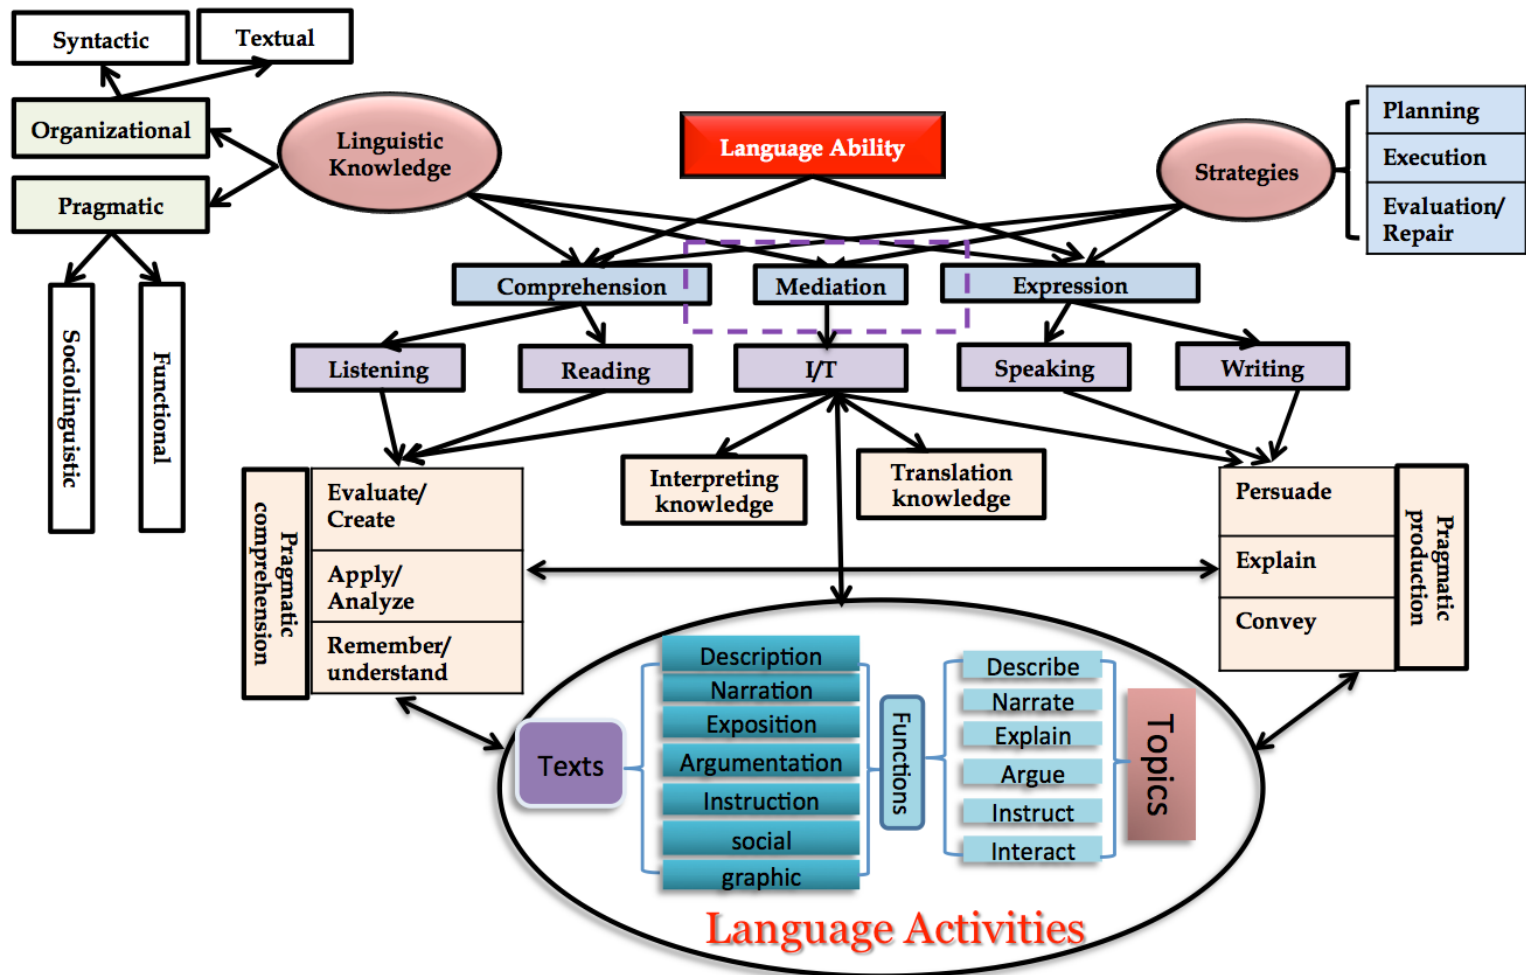 Syntactic
Textual
Organizational
Pragmatic
Sociolinguistic
Functional
Linguistic
Knowledge
Language Ability
Strategies
Planning
Execution
Evaluation/
Repair
Comprehension
Mediation
Expression
Listening
Reading
I/T
Speaking
Writing
Pragmatic
comprehension
Evaluate/
Create
Apply/
Analyze
Remember/
understand
Interpreting
knowledge
Translation
knowledge
Persuade
Explain
Convey
Pragmatic
production
Texts
Description
Narration
Exposition
Argumentation
Instruction
social
graphic
Functions
Describe
Narrate
Explain
Argue
Instruct
Interact
Topics
Language Activities